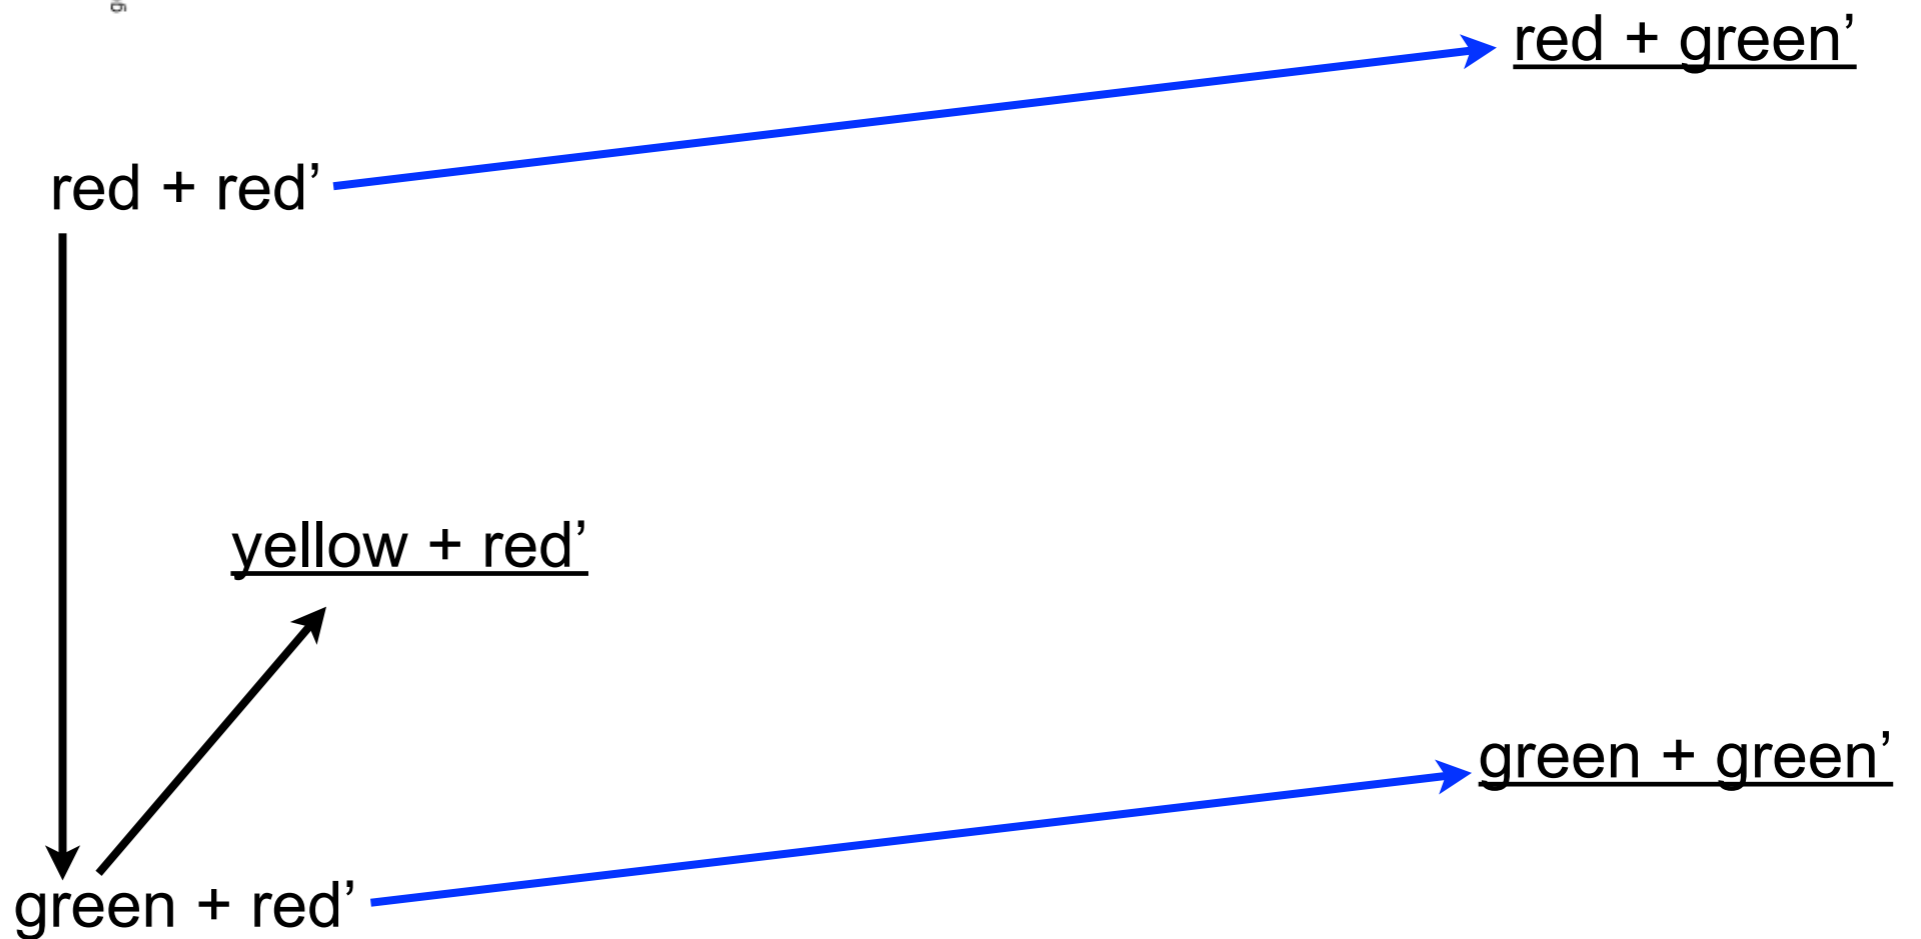 red + green’
red + red’
yellow + red’
green + green’
green + red’